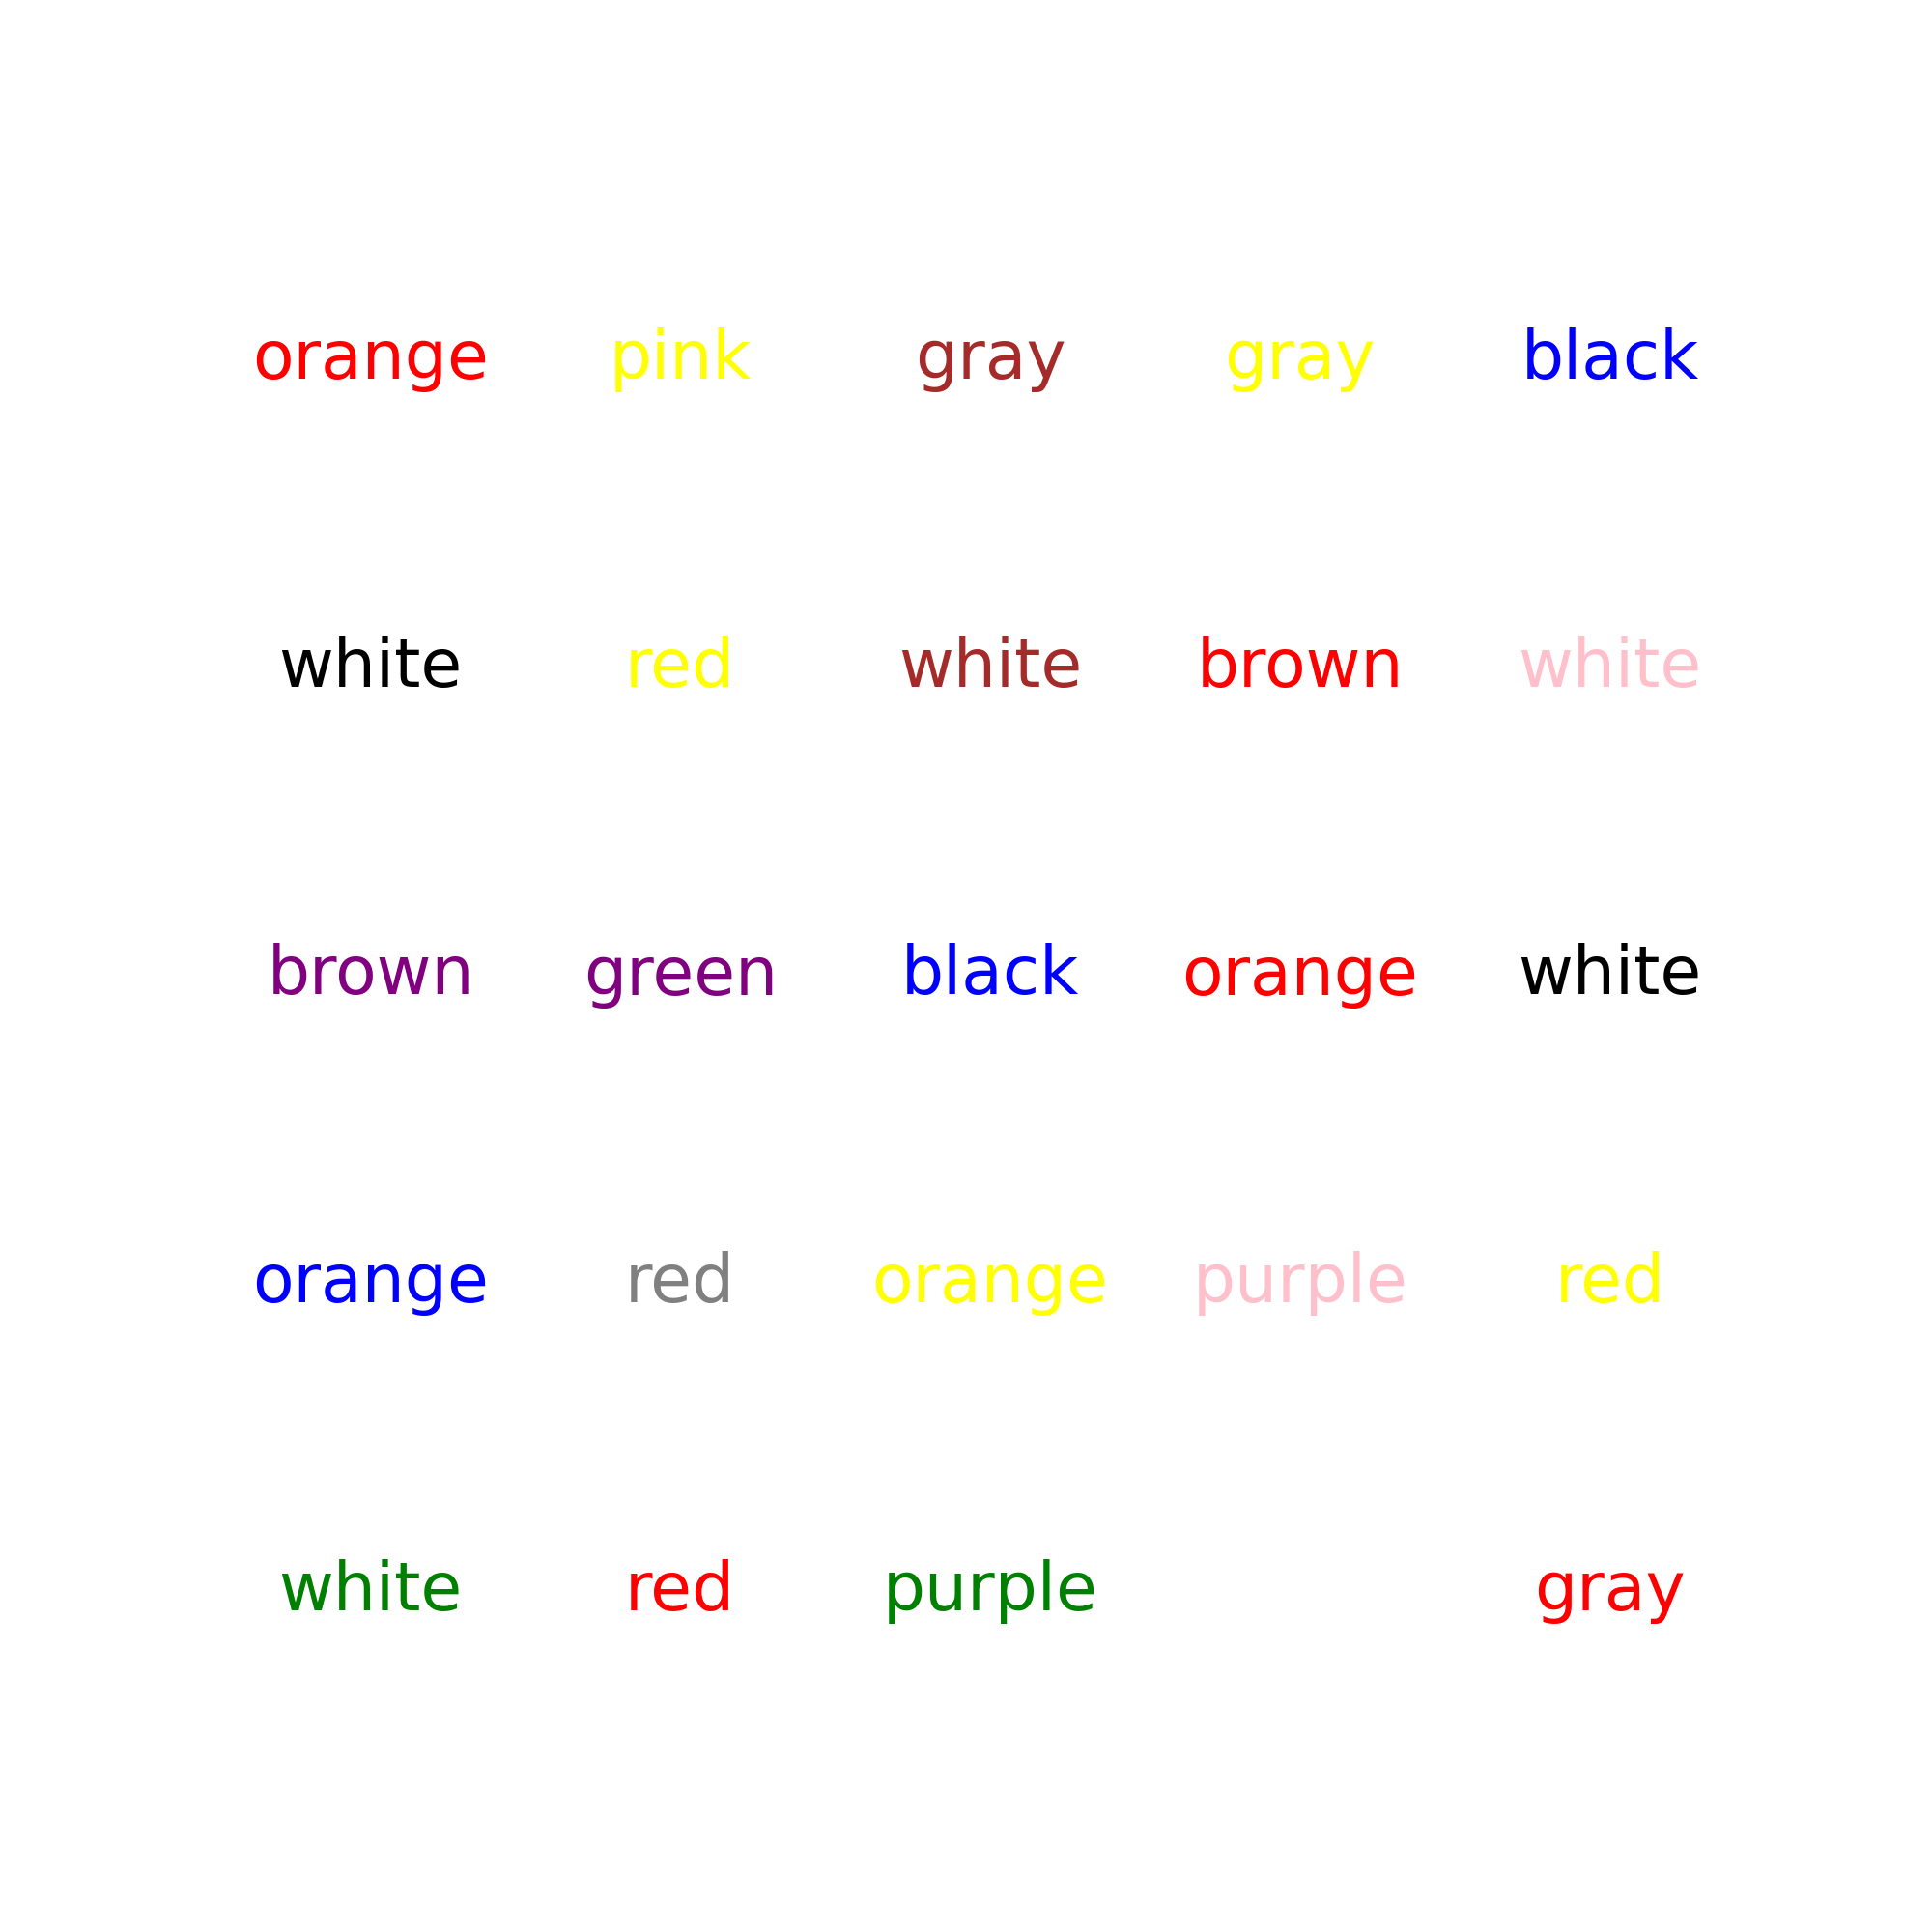 orange pink gray gray black
white red white brown white
brown green black orange white
orange red orange purple red
white red purple gray